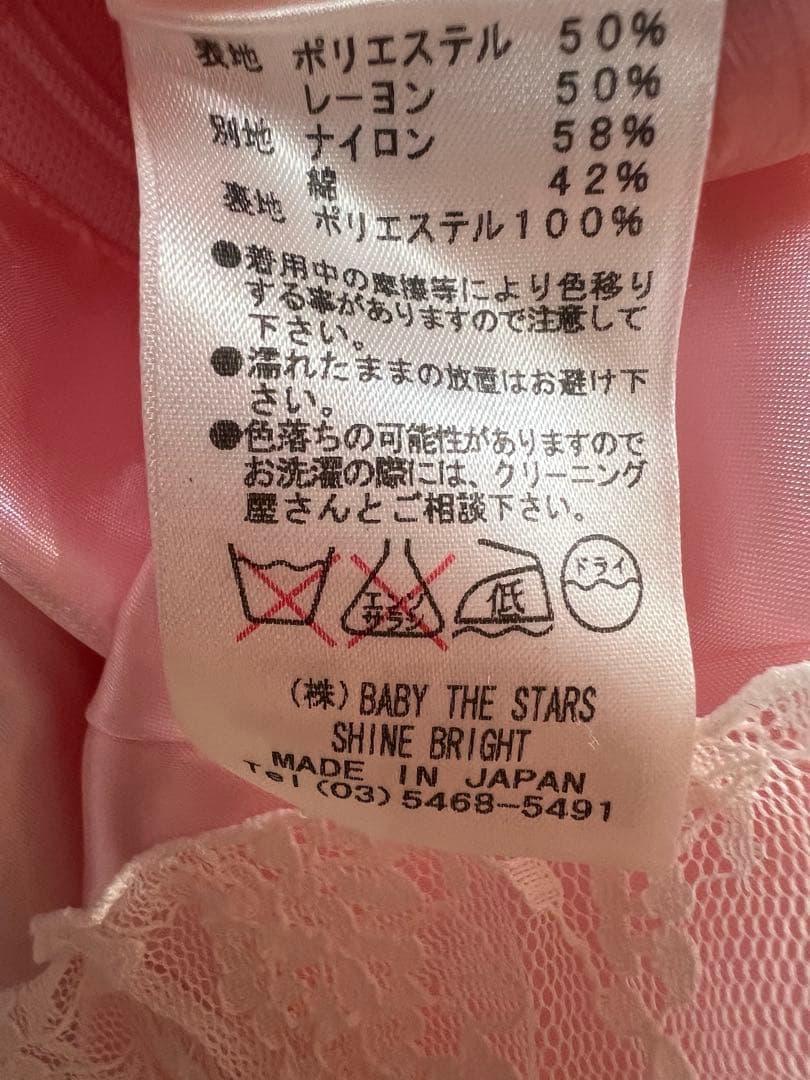 表地 ポリエステル 50%
レーヨン 50%
別地 ナイロン 58%
綿 42%
裏地 ポリエステル100%
●着用中の摩擦等により色移り
する事がありますので注意して
下さい。
●濡れたままの放置はお避け下
さい。
●色落ちの可能性がありますので
お洗濯の際には、クリーニング
屋さんとご相談下さい。
エンソ
サラシ
低
ドライ
(株)BABY THE STARS
SHINE BRIGHT
MADE IN JAPAN
Tel (03) 5468-5491